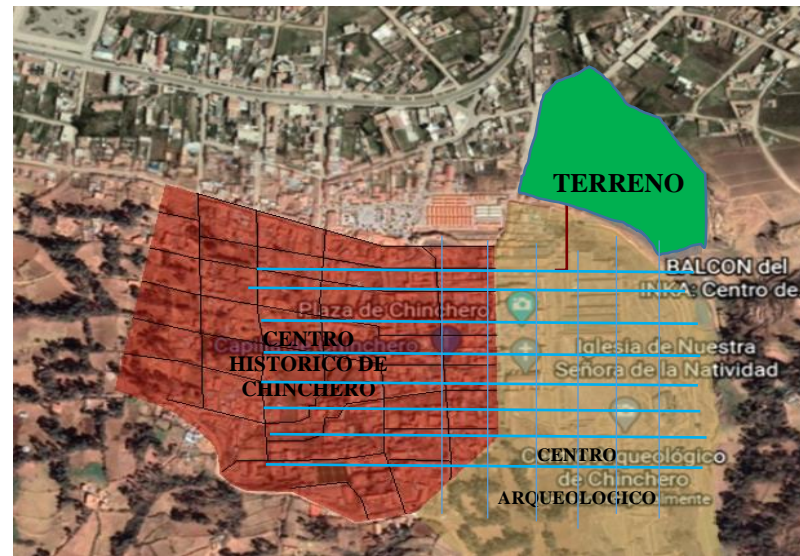 TERRENO
BALCON del
INKA: Centro de
Plaza de Chinchero
CENTRO
HISTORICO DE
CHINCHERO
Iglesia de Nuestra
Señora de la Natividad
CENTRO
de Chinchero
ARQUEOLOGICO